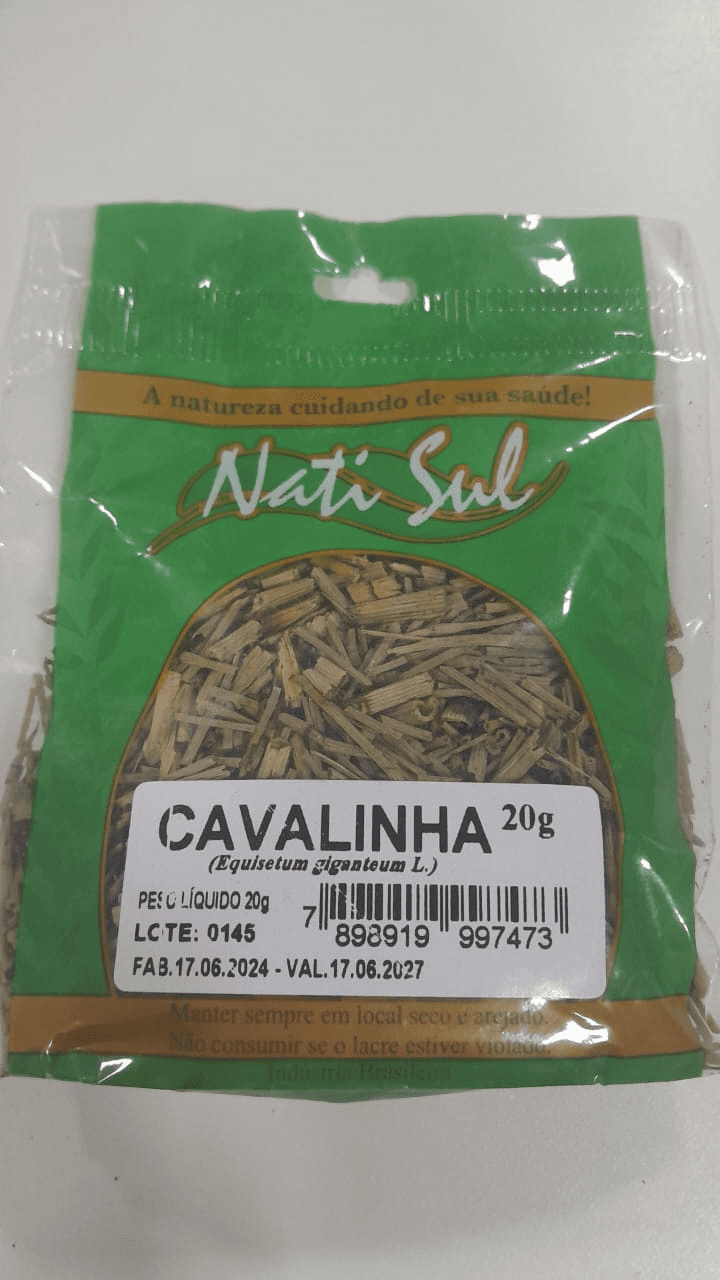 A natureza cuidando de sua saúde!
Nati Sul
CAVALINHA 20g
(Equisetum giganteum L.)
PESO LÍQUIDO 20g
LOTE: 0145
7 898919 997473
FAB.17.06.2024 - VAL.17.06.2027
Manter sempre em local seco e arejado.
Não consumir se o lacre estiver violado.
Indústria Brasileira